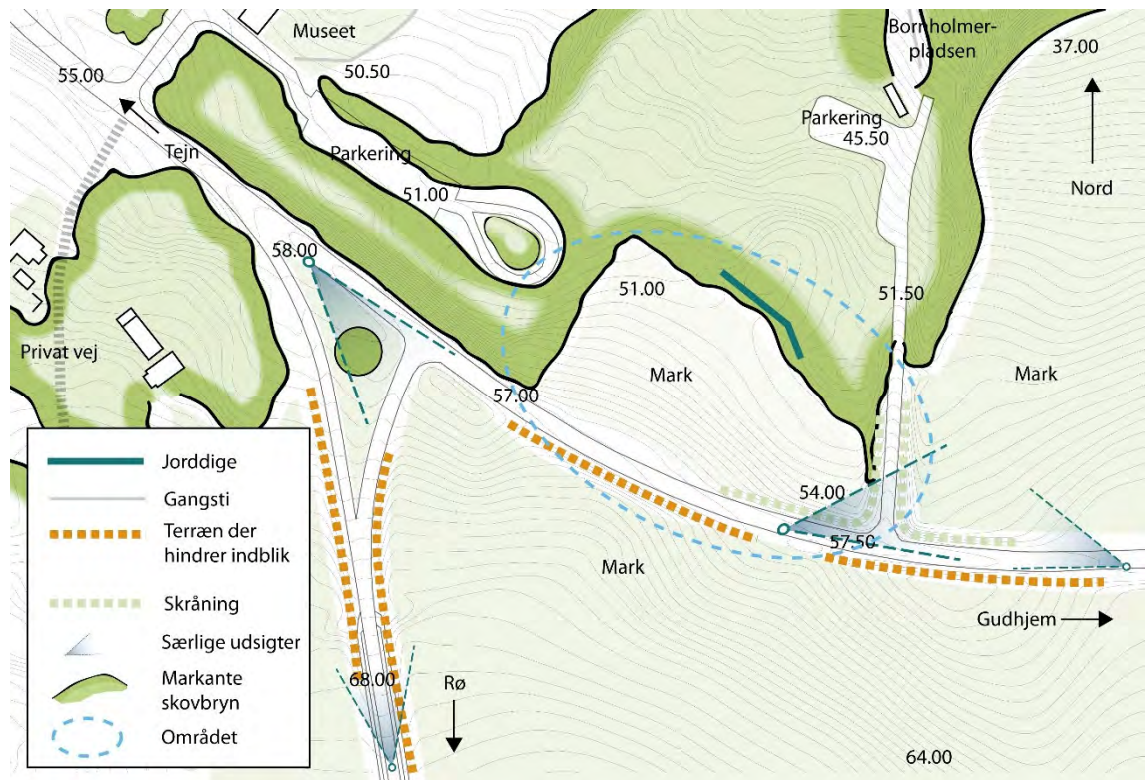 Museet
Bornholmer-
pladsen
37.00
55.00
50.50
Parkering
45.50
Tejn
Parkering
51.00
Nord
58.00
51.00
51.50
Privat vej
Mark
Mark
57.00
54.00
57.50
Mark
Gudhjem
68.00
Rø
64.00
Jorddige
Gangsti
Terræn der
hindrer indblik
Skråning
Særlige udsigter
Markante
skovbryn
Området